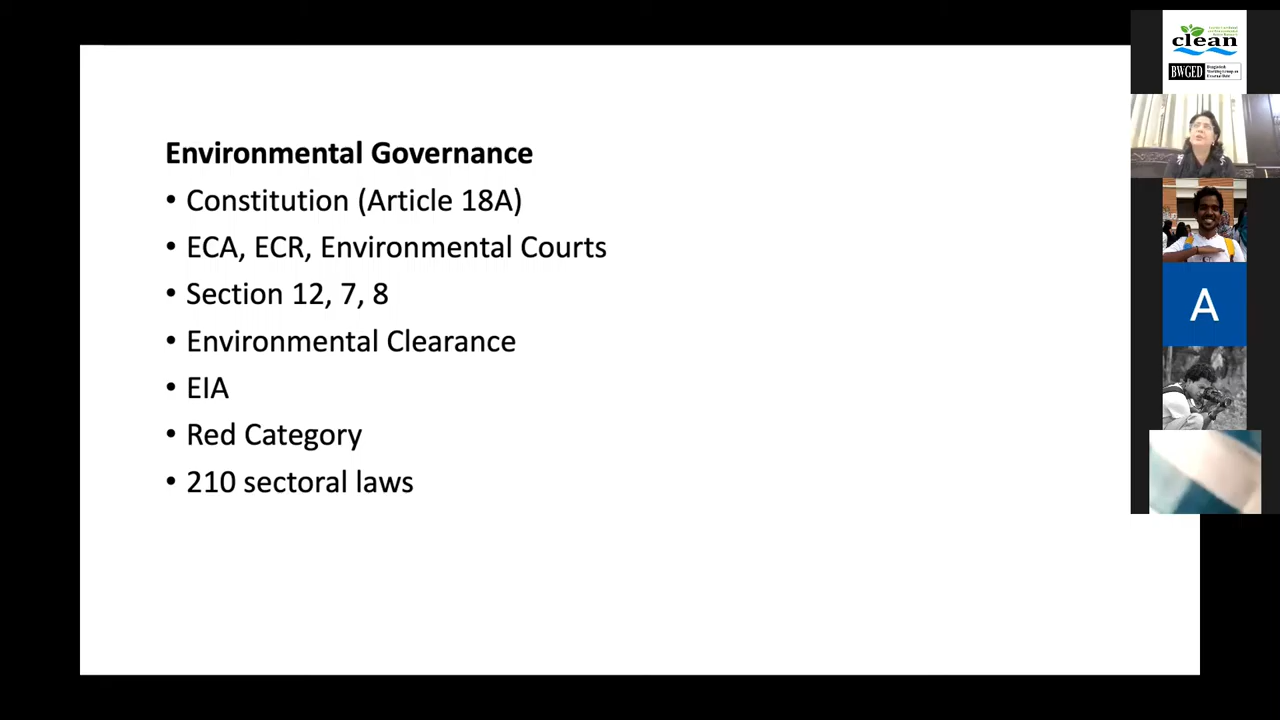 Environmental Governance
• Constitution (Article 18A)
• ECA, ECR, Environmental Courts
• Section 12, 7, 8
• Environmental Clearance
• EIA
• Red Category
• 210 sectoral laws
clean
BWGED
A